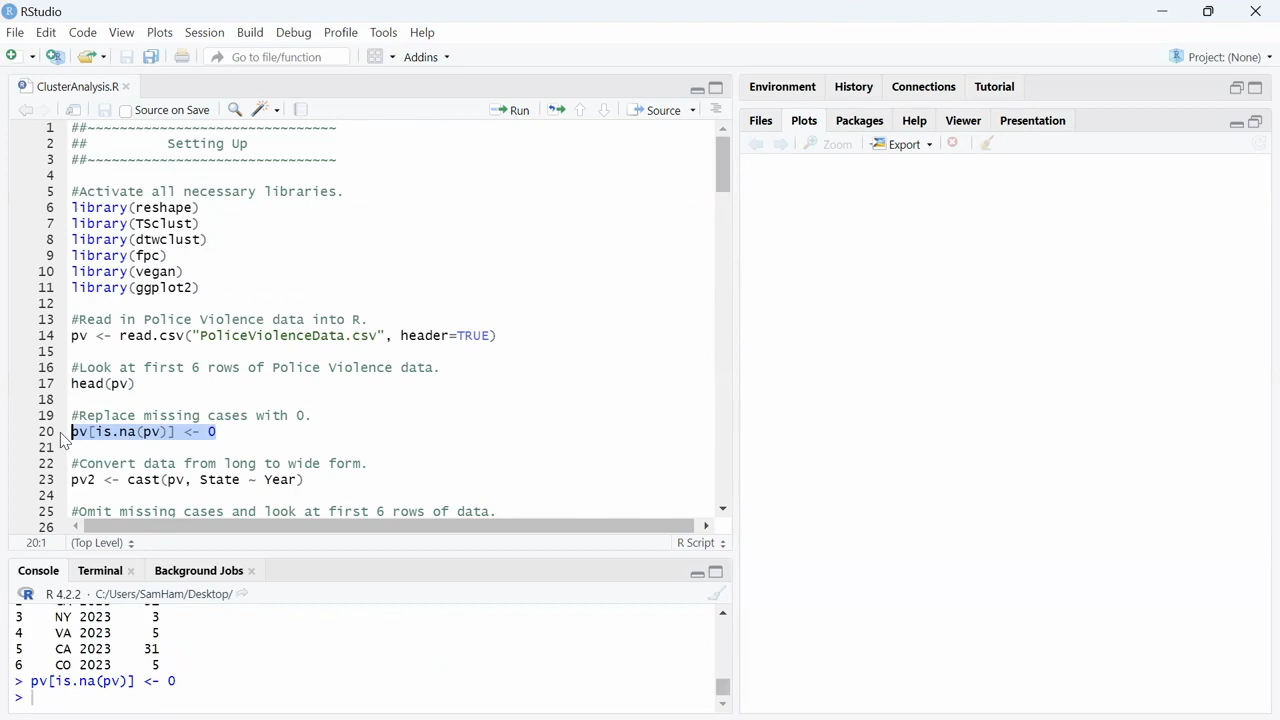 RStudio
File Edit Code View Plots Session Build Debug Profile Tools Help
Go to file/function Addins Project: (None)
ClusterAnalysis.R
Source on Save Run Source
1 ##~~~~~~~~~~~~~~~~~~~~~~~~~~~~~~~
2 ## Setting Up
3 ##~~~~~~~~~~~~~~~~~~~~~~~~~~~~~~~
4
5 #Activate all necessary libraries.
6 library(reshape)
7 library(TSclust)
8 library(dtwclust)
9 library(fpc)
10 library(vegan)
11 library(ggplot2)
12
13 #Read in Police Violence data into R.
14 pv <- read.csv("PoliceViolenceData.csv", header=TRUE)
15
16 #Look at first 6 rows of Police Violence data.
17 head(pv)
18
19 #Replace missing cases with 0.
20 pv[is.na(pv)] <- 0
21
22 #Convert data from long to wide form.
23 pv2 <- cast(pv, State ~ Year)
24
25 #Omit missing cases and look at first 6 rows of data.
26
20:1 (Top Level) R Script
Console Terminal Background Jobs
R 4.2.2 · C:/Users/SamHam/Desktop/
3 NY 2023 3
4 VA 2023 5
5 CA 2023 31
6 CO 2023 5
> pv[is.na(pv)] <- 0
>
Environment History Connections Tutorial
Files Plots Packages Help Viewer Presentation
Zoom Export